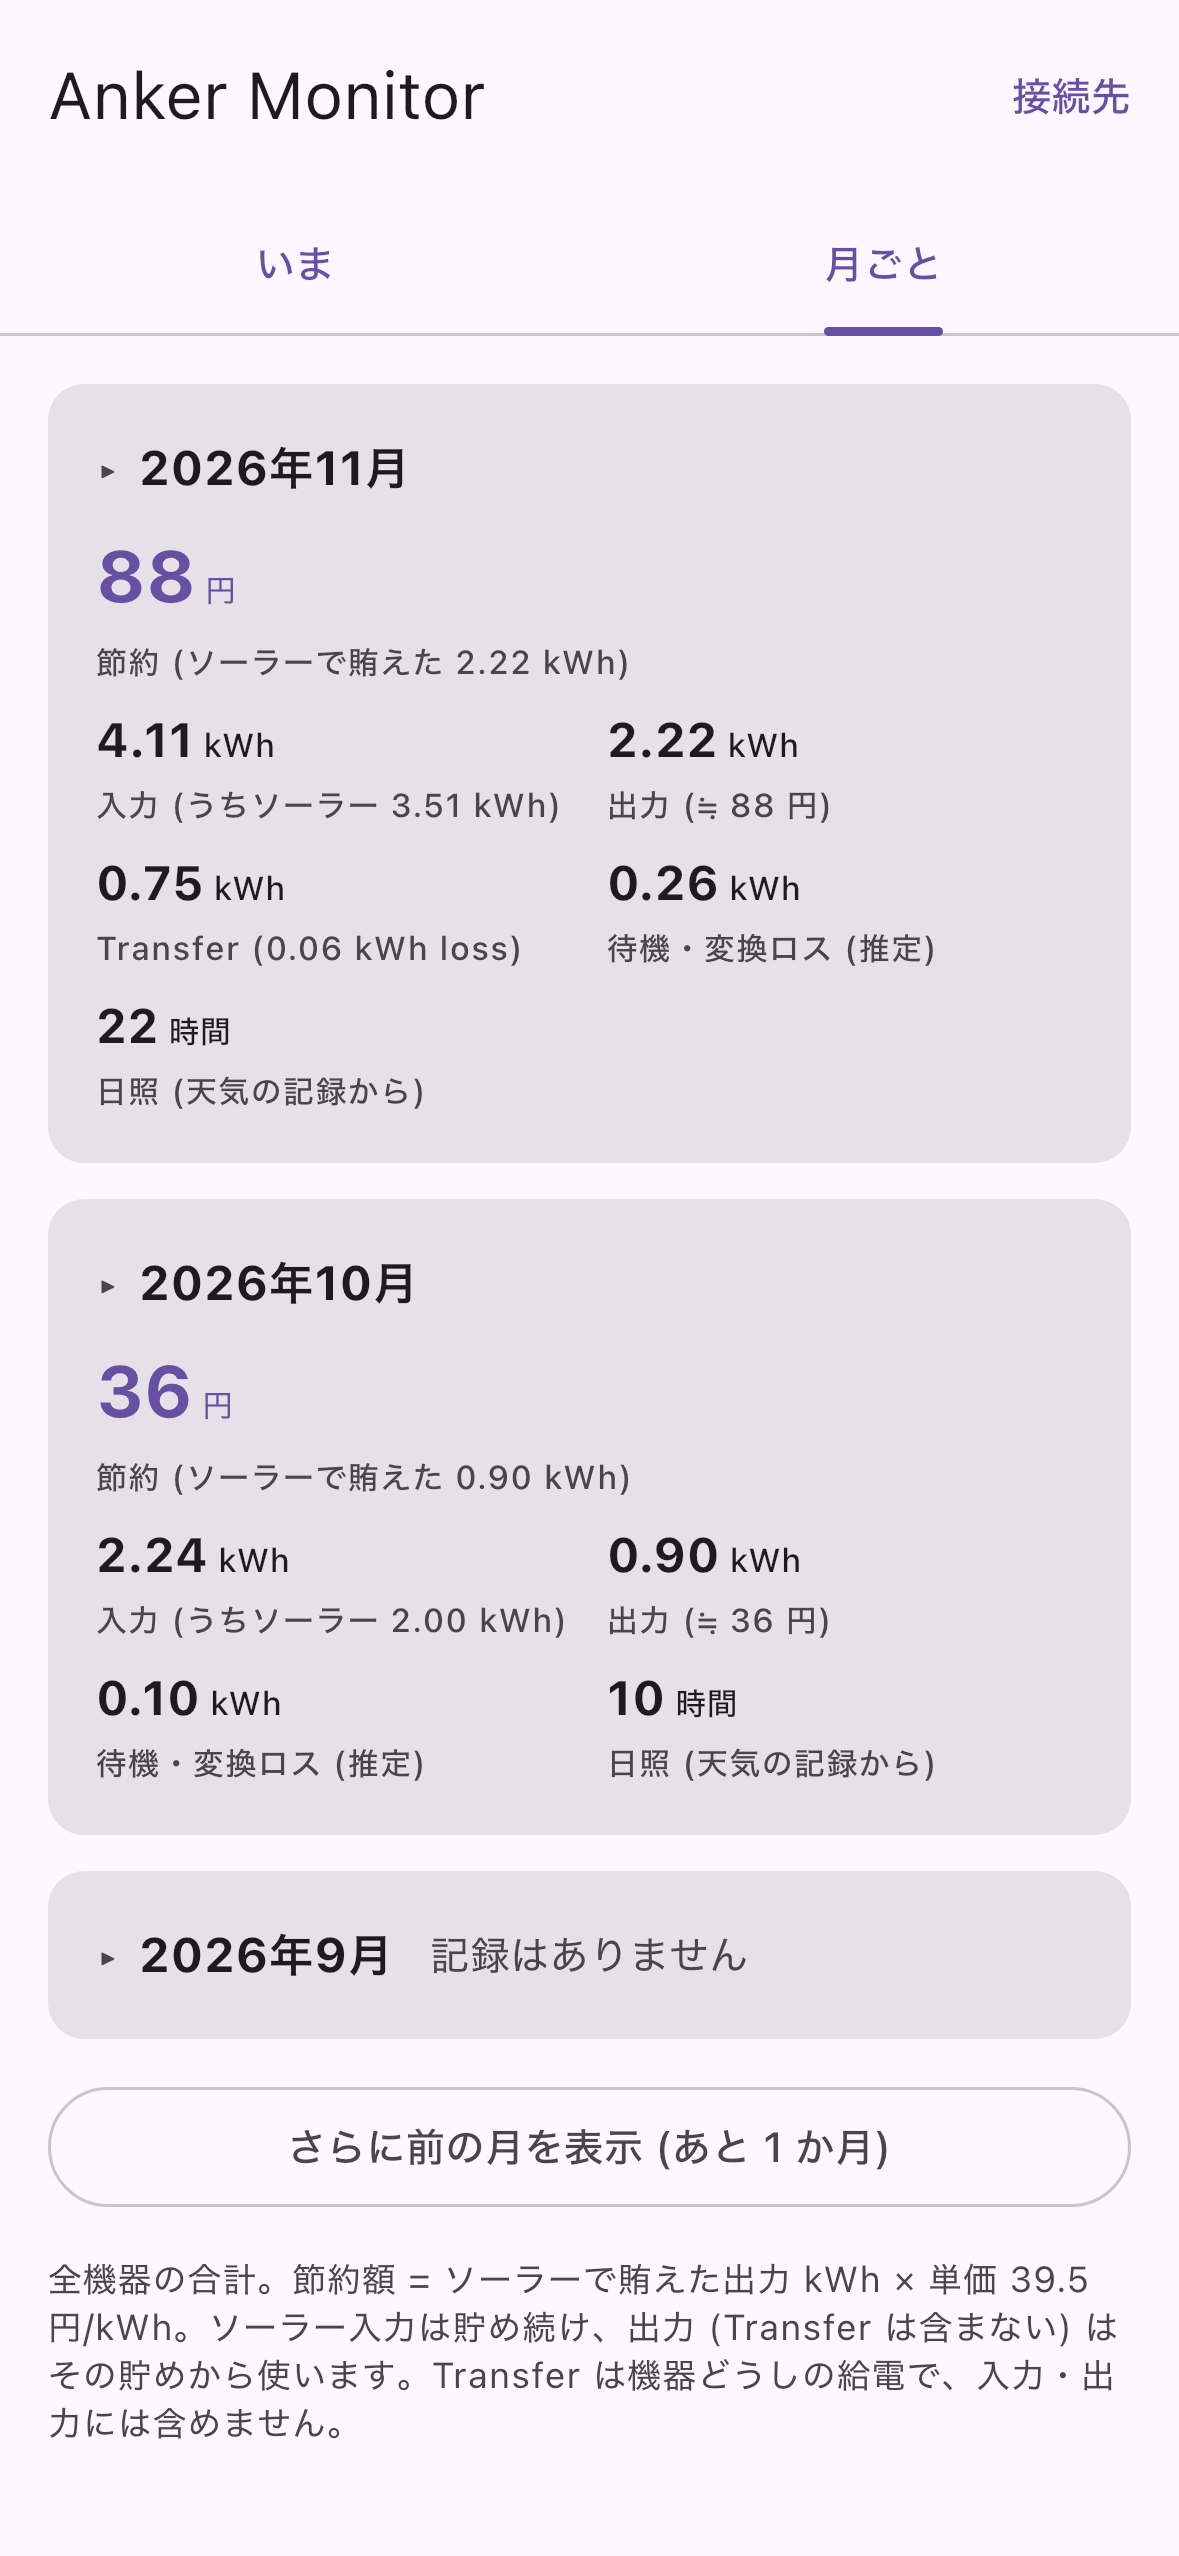 Anker Monitor
接続先
いま
月ごと
▸ 2026年11月
88 円
節約 (ソーラーで賄えた 2.22 kWh)
4.11 kWh
2.22 kWh
入力 (うちソーラー 3.51 kWh)
出力 (≒ 88 円)
0.75 kWh
0.26 kWh
Transfer (0.06 kWh loss)
待機・変換ロス (推定)
22 時間
日照 (天気の記録から)
▸ 2026年10月
36 円
節約 (ソーラーで賄えた 0.90 kWh)
2.24 kWh
0.90 kWh
入力 (うちソーラー 2.00 kWh)
出力 (≒ 36 円)
0.10 kWh
10 時間
待機・変換ロス (推定)
日照 (天気の記録から)
▸ 2026年9月 記録はありません
さらに前の月を表示 (あと 1 か月)
全機器の合計。節約額 = ソーラーで賄えた出力 kWh × 単価 39.5
円/kWh。ソーラー入力は貯め続け、出力 (Transfer は含まない) は
その貯めから使います。Transfer は機器どうしの給電で、入力・出
力には含めません。